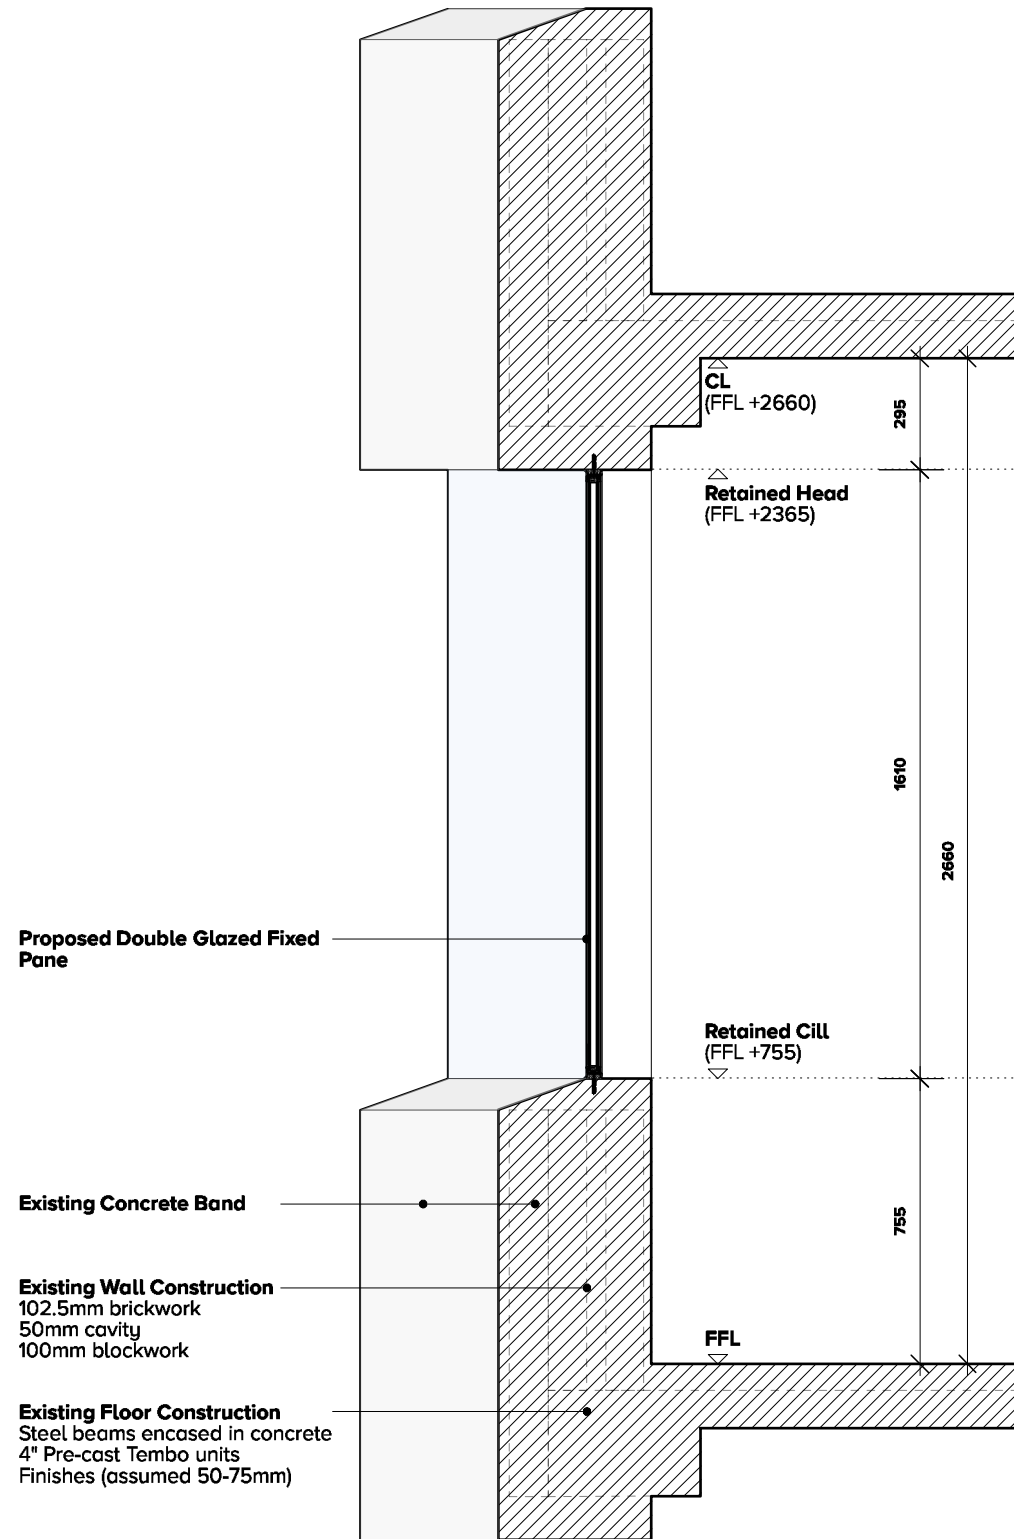 CL
(FFL +2660)
295
Retained Head
(FFL +2365)
1610
2660
Proposed Double Glazed Fixed
Pane
Retained Cill
(FFL +755)
Existing Concrete Band
755
Existing Wall Construction
102.5mm brickwork
50mm cavity
100mm blockwork
FFL
Existing Floor Construction
Steel beams encased in concrete
4" Pre-cast Tembo units
Finishes (assumed 50-75mm)